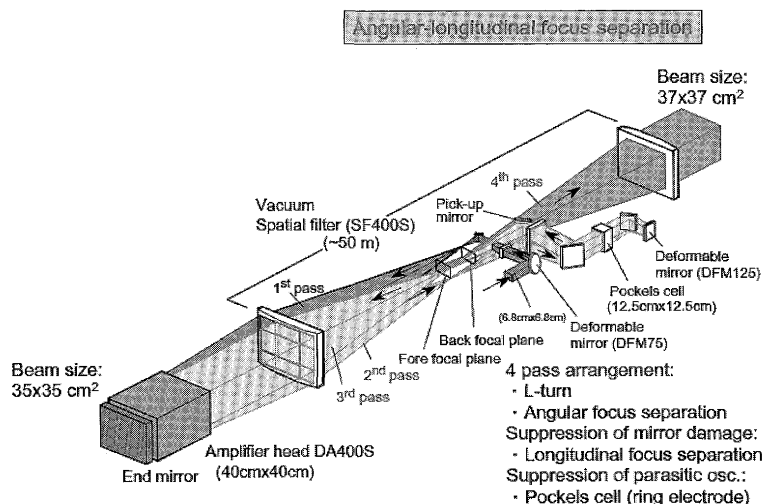 Angular-longitudinal focus separation
Beam size:
37x37 cm²
4th pass
Pick-up
mirror
Vacuum
Spatial filter (SF400S)
(~50 m)
1st pass
Deformable
mirror (DFM125)
Pockels cell
(12.5cmx12.5cm)
(6.8cmx6.8cm)
Deformable
mirror (DFM75)
Back focal plane
Fore focal plane
2nd pass
3rd pass
Beam size:
35x35 cm²
Amplifier head DA400S
(40cmx40cm)
End mirror
4 pass arrangement:
・L-turn
・Angular focus separation
Suppression of mirror damage:
・Longitudinal focus separation
Suppression of parasitic osc.:
・Pockels cell (ring electrode)